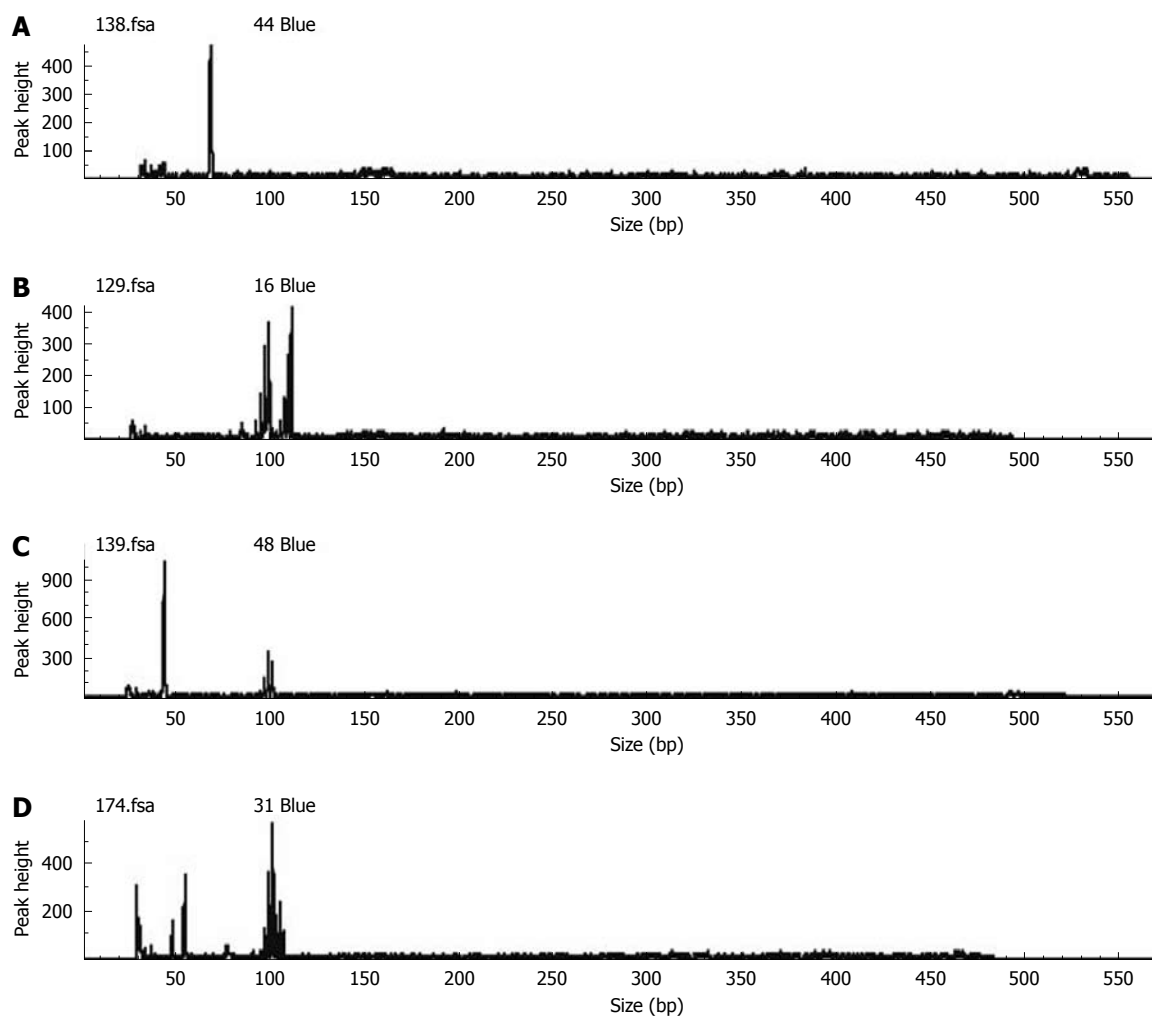 A
138.fsa 44 Blue
Peak height
400
300
200
100
50 100 150 200 250 300 350 400 450 500 550
Size (bp)
B
129.fsa 16 Blue
Peak height
400
300
200
100
50 100 150 200 250 300 350 400 450 500 550
Size (bp)
C
139.fsa 48 Blue
Peak height
900
600
300
50 100 150 200 250 300 350 400 450 500 550
Size (bp)
D
174.fsa 31 Blue
Peak height
400
200
50 100 150 200 250 300 350 400 450 500 550
Size (bp)